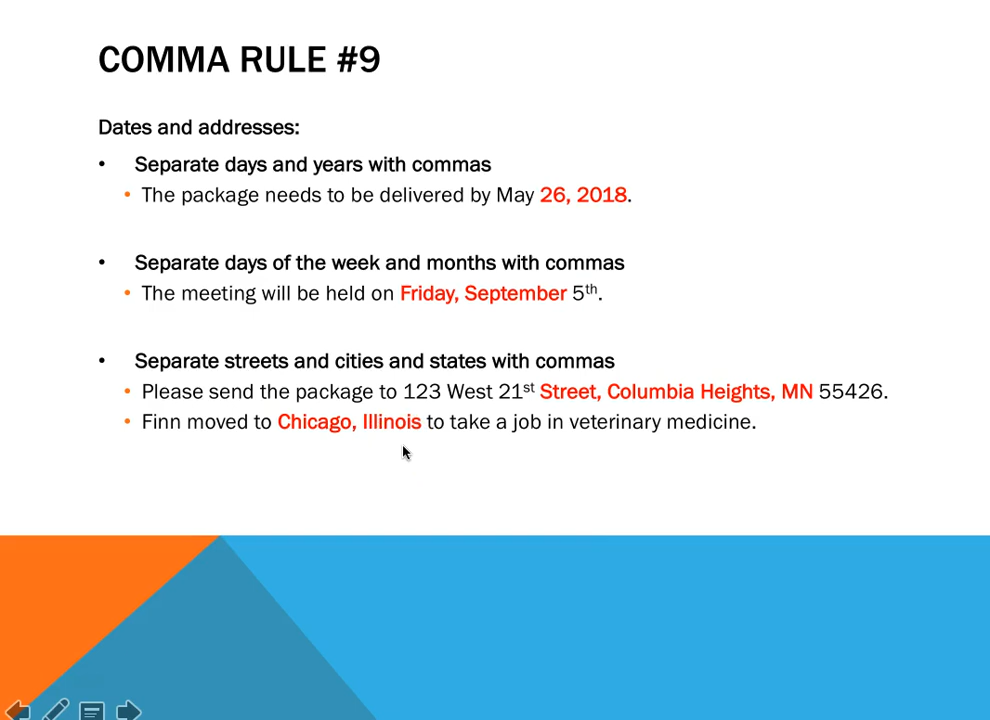 COMMA RULE #9
Dates and addresses:
• Separate days and years with commas
• The package needs to be delivered by May 26, 2018.
• Separate days of the week and months with commas
• The meeting will be held on Friday, September 5th.
• Separate streets and cities and states with commas
• Please send the package to 123 West 21st Street, Columbia Heights, MN 55426.
• Finn moved to Chicago, Illinois to take a job in veterinary medicine.